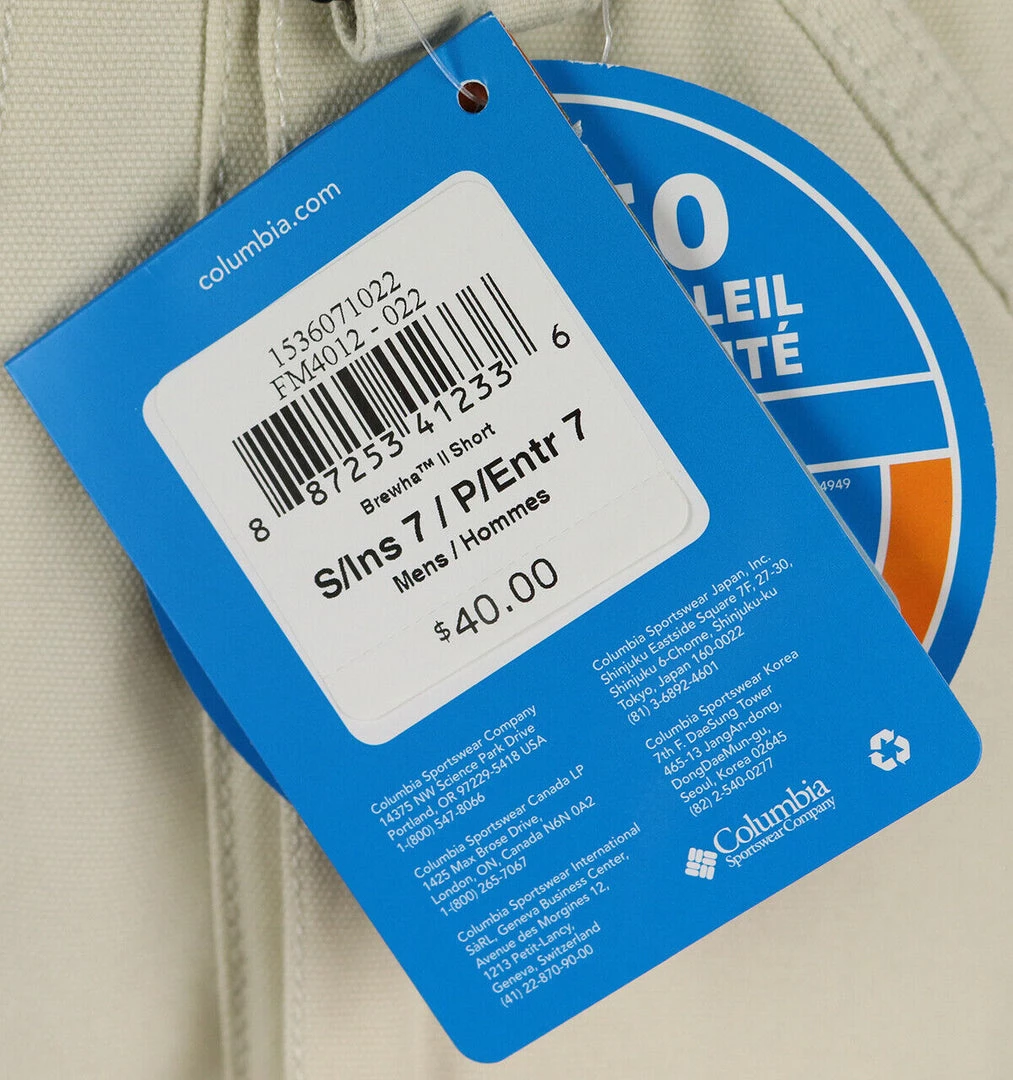 columbia.com
1536071022
FM4012 - 022
8 87253 41233 6
Brewha™ II Short
S/Ins 7 / P/Entr 7
Mens / Hommes
$40.00
Columbia Sportswear Company
14375 NW Science Park Drive
Portland, OR 97229-5418 USA
1-(800) 547-8066
Columbia Sportswear Canada LP
1425 Max Brose Drive,
London, ON, Canada N6N 0A2
1-(800) 265-7067
Columbia Sportswear International
SàRL, Geneva Business Center,
Avenue des Morgines 12,
1213 Petit-Lancy,
Geneva, Switzerland
(41) 22-870-90-00
Columbia Sportswear Japan, Inc.
Shinjuku Eastside Square 7F, 27-30,
Shinjuku 6-Chome, Shinjuku-ku
Tokyo, Japan 160-0022
(81) 3-6892-4601
Columbia Sportswear Korea
7th F. DaeSung Tower
465-13 JangAn-dong,
DongDaeMun-gu,
Seoul, Korea 02645
(82) 2-540-0277
Columbia
Sportswear Company
LEIL
TÉ
4949